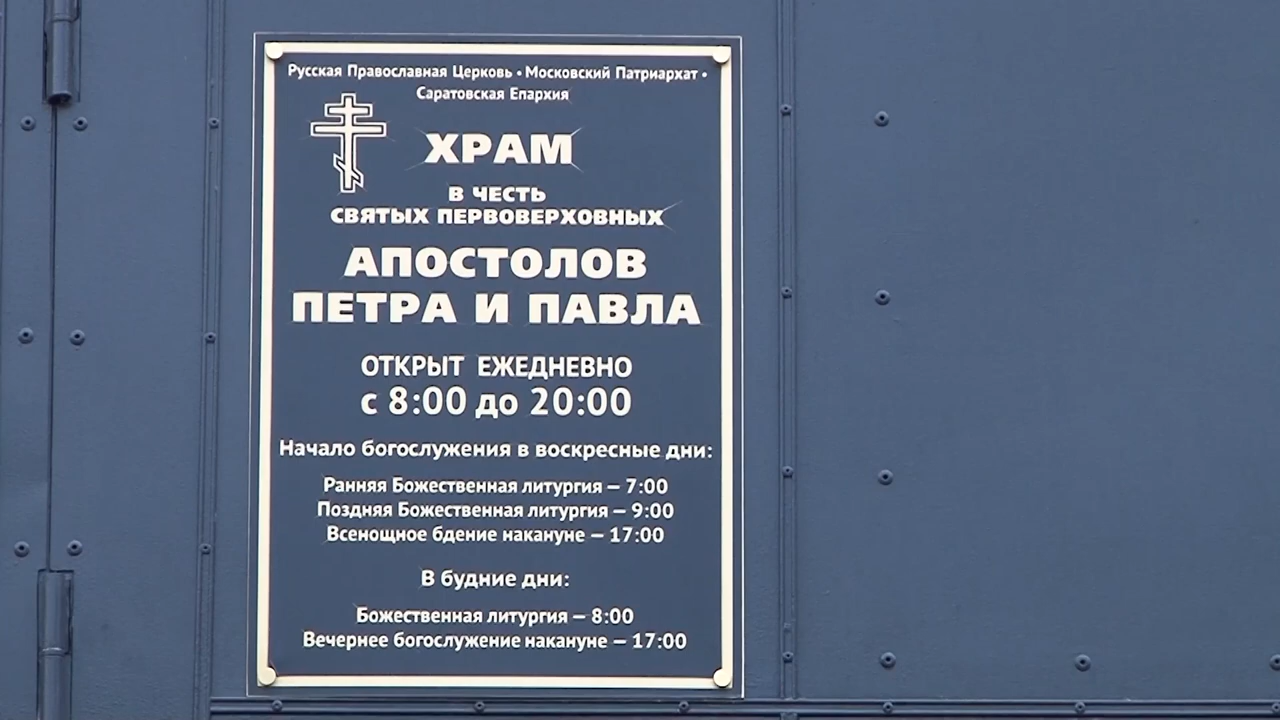 Русская Православная Церковь • Московский Патриархат •
Саратовская Епархия
ХРАМ
В ЧЕСТЬ
СВЯТЫХ ПЕРВОВЕРХОВНЫХ
АПОСТОЛОВ
ПЕТРА И ПАВЛА
ОТКРЫТ ЕЖЕДНЕВНО
с 8:00 до 20:00
Начало богослужения в воскресные дни:
Ранняя Божественная литургия – 7:00
Поздняя Божественная литургия – 9:00
Всенощное бдение накануне – 17:00
В будние дни:
Божественная литургия – 8:00
Вечернее богослужение накануне – 17:00